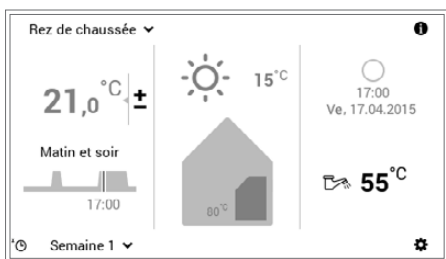 Rez de chaussée
21,0 °C ±
Matin et soir
17:00
15 °C
80 °C
17:00
Ve, 17.04.2015
55 °C
Semaine 1